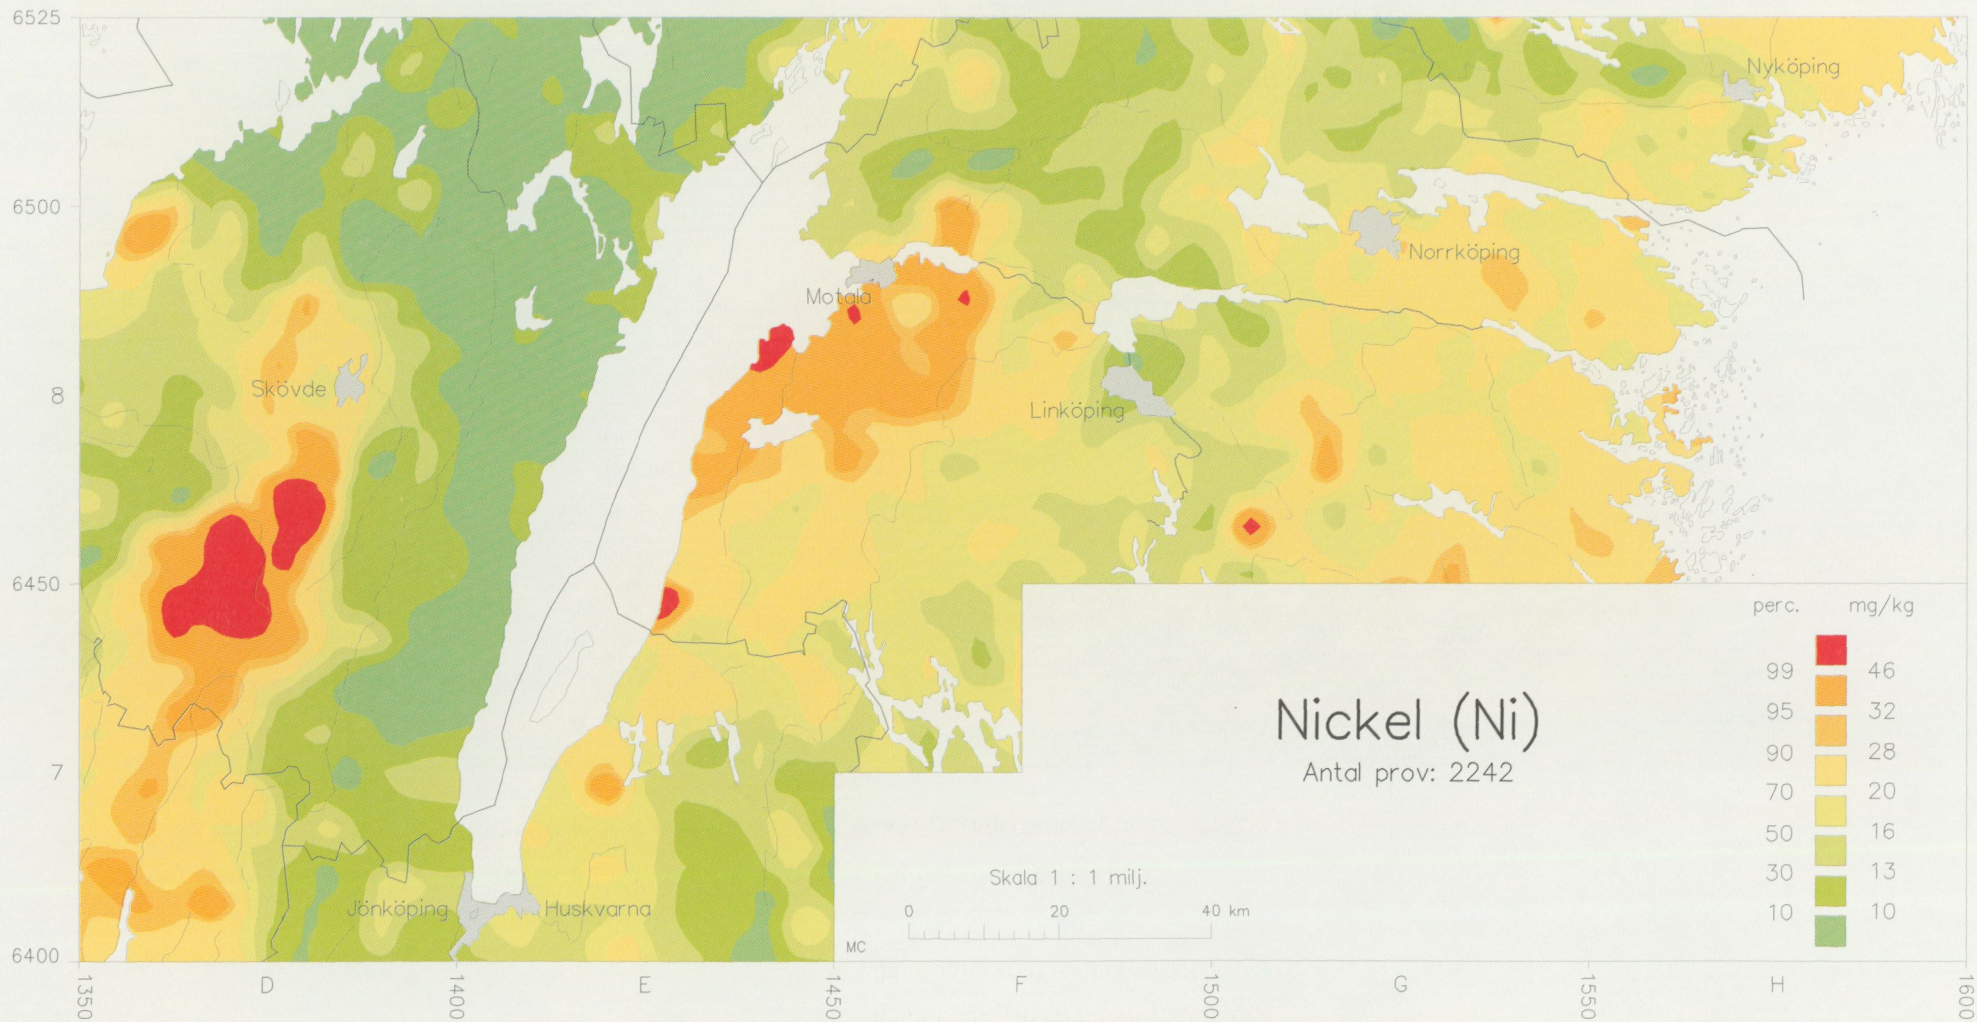 6525
Nyköping
6500
Norrköping
Motala
Skövde
8
Linköping
6450
perc. mg/kg
99 46
95 32
90 28
70 20
50 16
30 13
10 10
Nickel (Ni)
Antal prov: 2242
7
Skala 1 : 1 milj.
0 20 40 km
Jönköping
Huskvarna
MC
6400
1350 D 1400 E 1450 F 1500 G 1550 H 1600